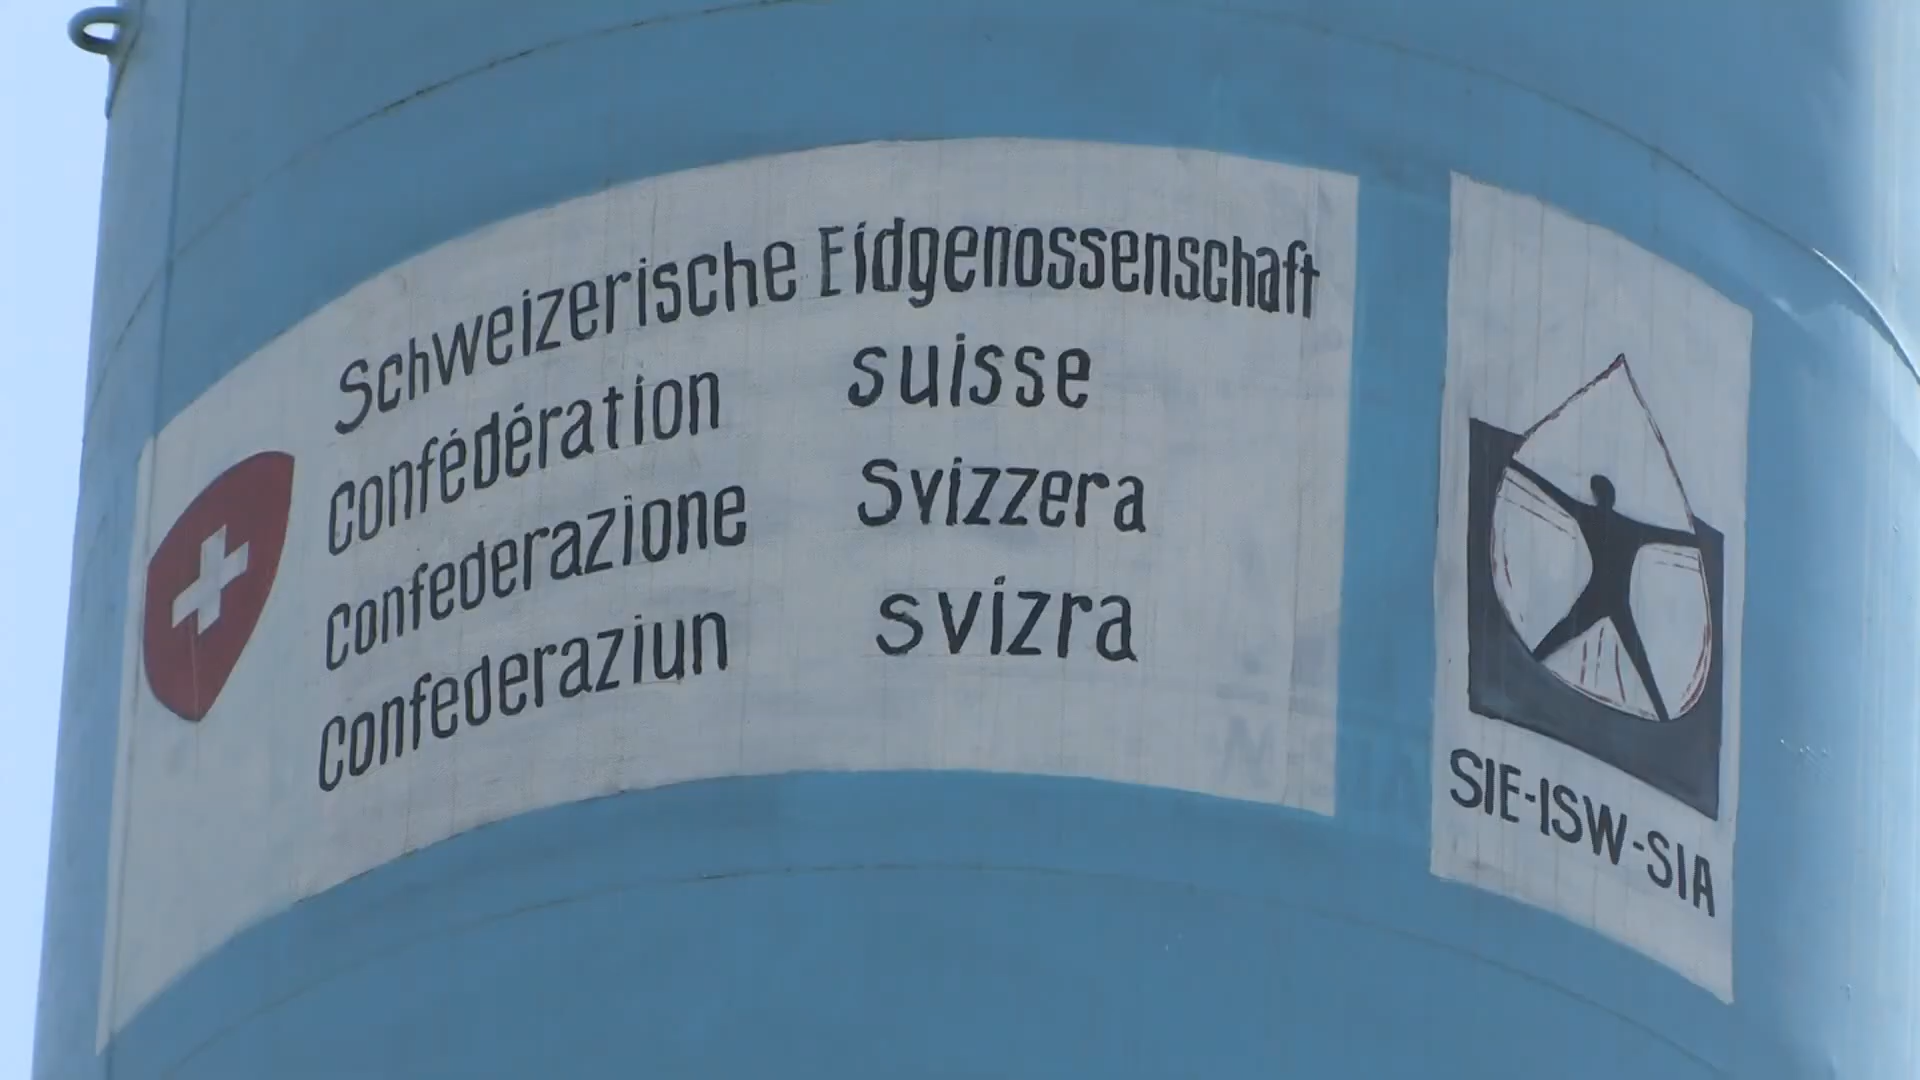 Schweizerische Eidgenossenschaft
Confédération suisse
Confederazione Svizzera
Confederaziun svizra
SIE-ISW-SIA